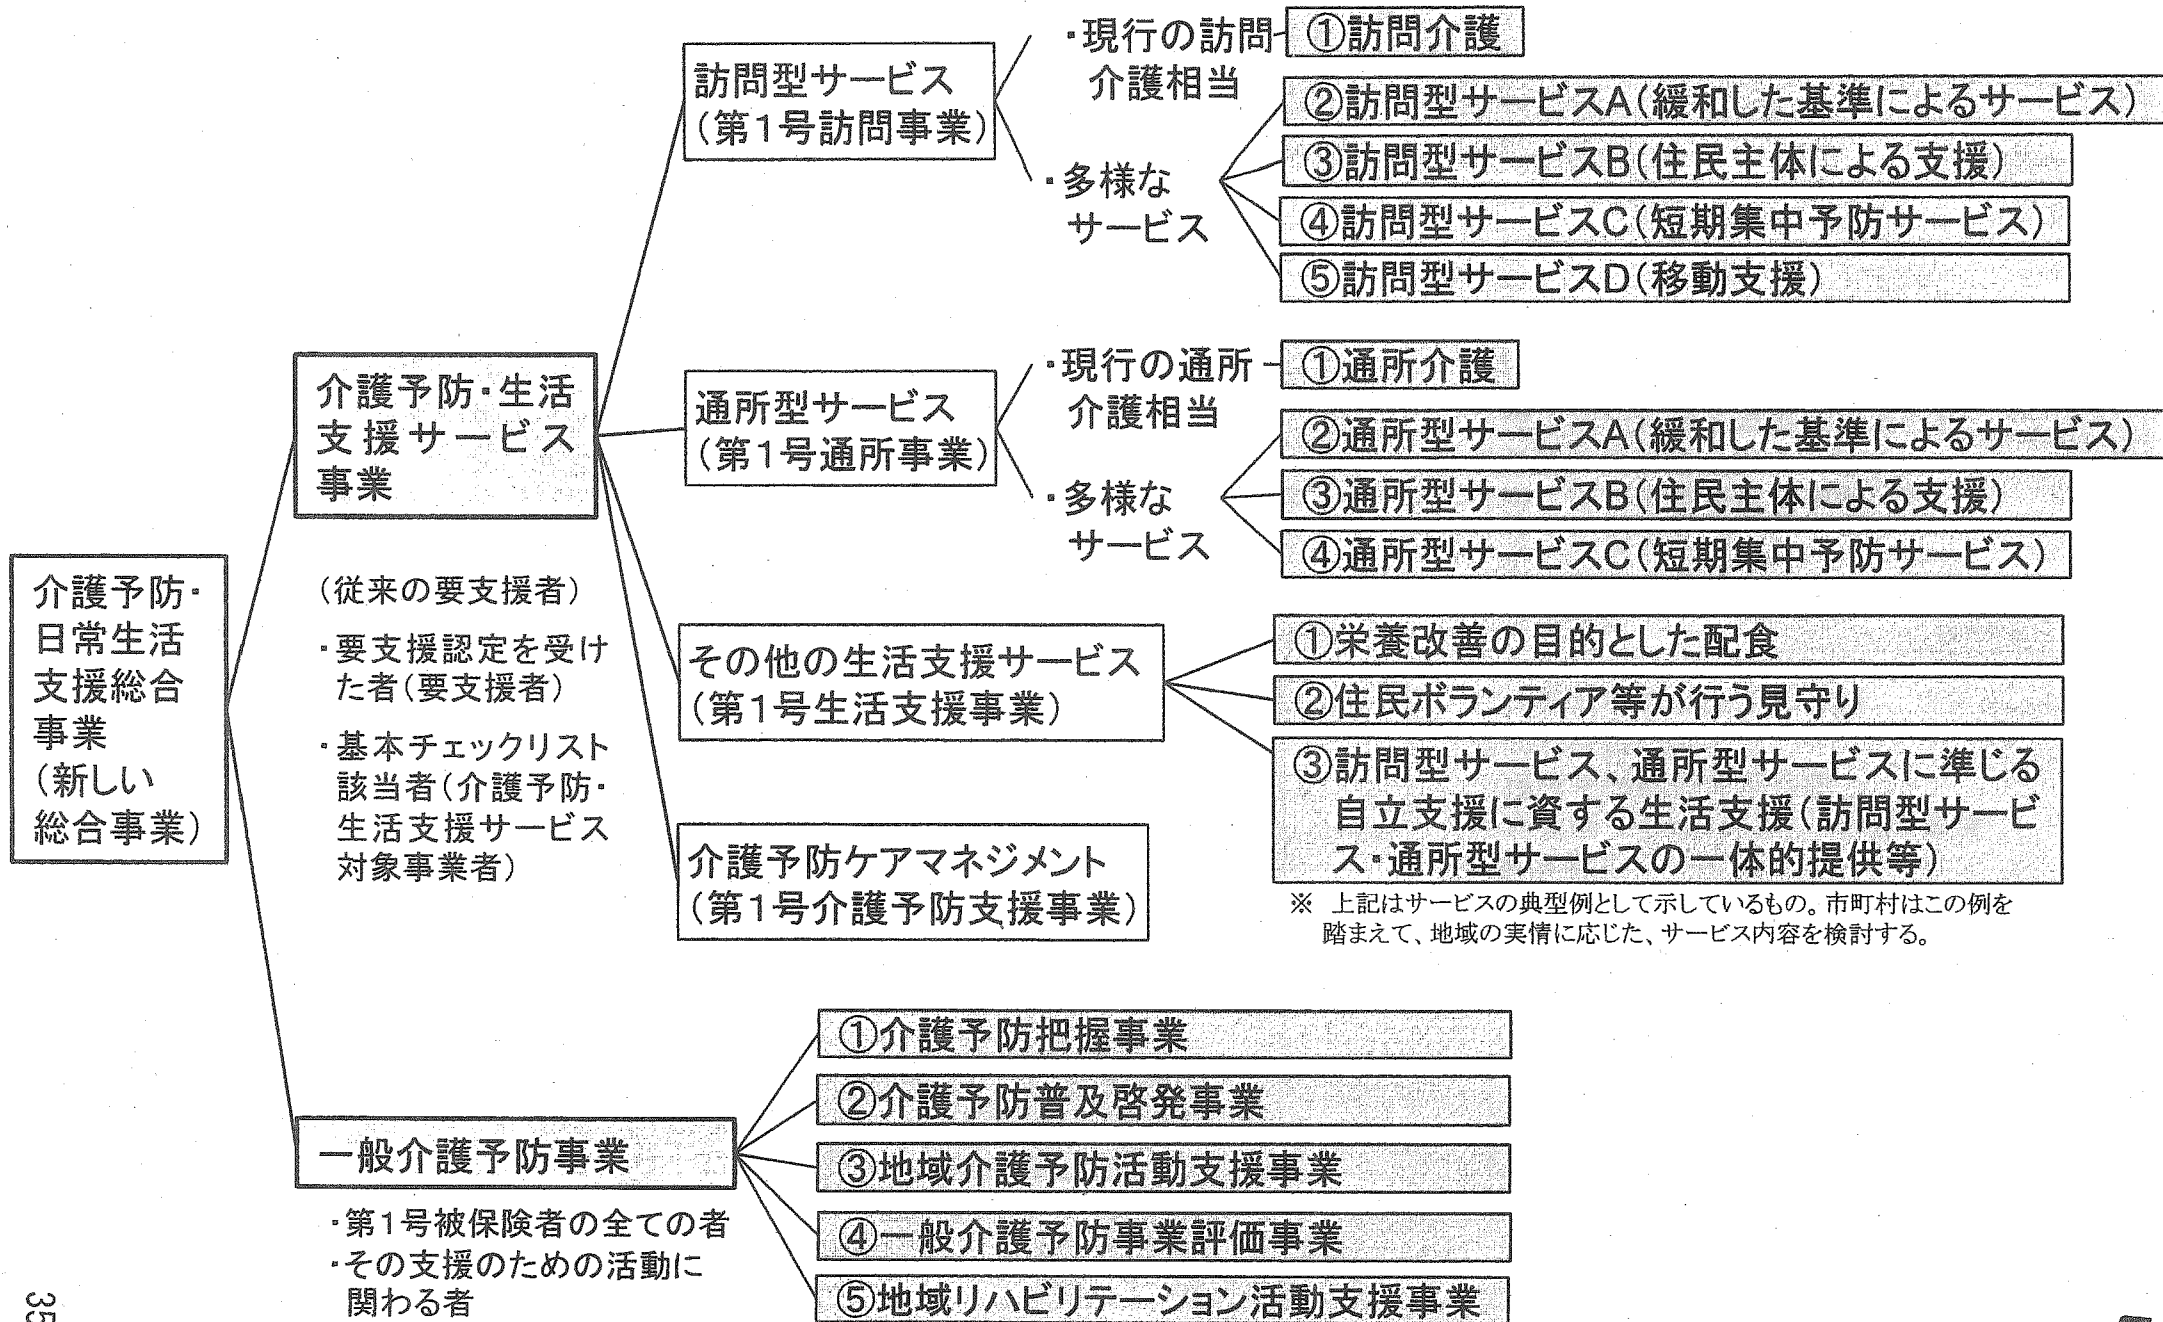 ・現行の訪問
介護相当
①訪問介護
訪問型サービス
(第1号訪問事業)
②訪問型サービスA(緩和した基準によるサービス)
③訪問型サービスB(住民主体による支援)
・多様な
サービス
④訪問型サービスC(短期集中予防サービス)
⑤訪問型サービスD(移動支援)
・現行の通所
介護相当
①通所介護
介護予防・生活
支援サービス
事業
通所型サービス
(第1号通所事業)
②通所型サービスA(緩和した基準によるサービス)
③通所型サービスB(住民主体による支援)
・多様な
サービス
④通所型サービスC(短期集中予防サービス)
介護予防・
日常生活
支援総合
事業
(新しい
総合事業)
(従来の要支援者)
・要支援認定を受け
た者(要支援者)
・基本チェックリスト
該当者(介護予防・
生活支援サービス
対象事業者)
その他の生活支援サービス
(第1号生活支援事業)
①栄養改善の目的とした配食
②住民ボランティア等が行う見守り
③訪問型サービス、通所型サービスに準じる
自立支援に資する生活支援(訪問型サービ
ス・通所型サービスの一体的提供等)
介護予防ケアマネジメント
(第1号介護予防支援事業)
※ 上記はサービスの典型例として示しているもの。市町村はこの例を
踏まえて、地域の実情に応じた、サービス内容を検討する。
一般介護予防事業
・第1号被保険者の全ての者
・その支援のための活動に
関わる者
①介護予防把握事業
②介護予防普及啓発事業
③地域介護予防活動支援事業
④一般介護予防事業評価事業
⑤地域リハビリテーション活動支援事業
35